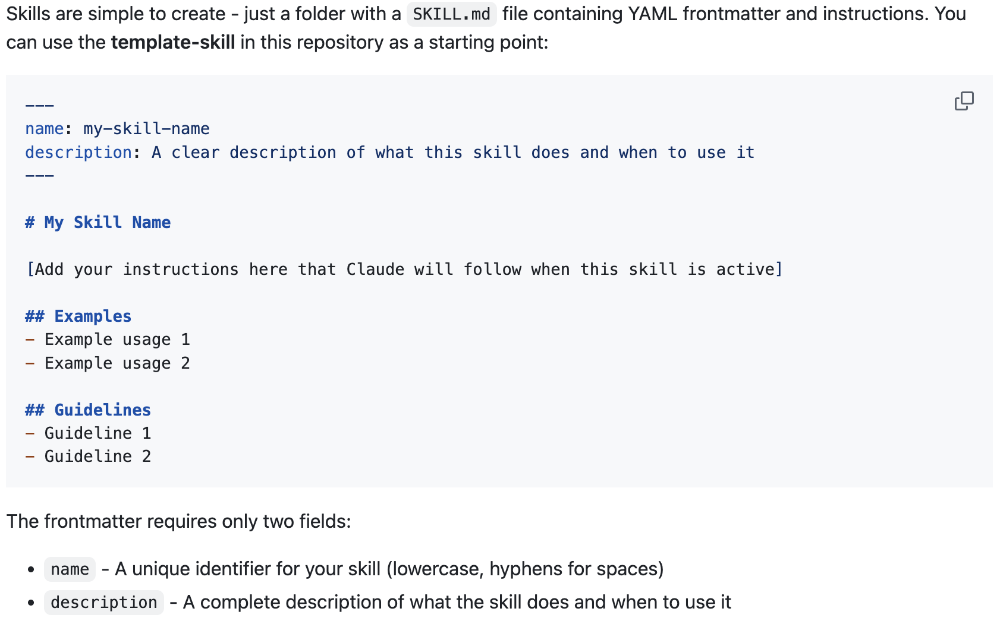 Skills are simple to create - just a folder with a SKILL.md file containing YAML frontmatter and instructions. You
can use the template-skill in this repository as a starting point:
---
name: my-skill-name
description: A clear description of what this skill does and when to use it
---
# My Skill Name
[Add your instructions here that Claude will follow when this skill is active]
## Examples
- Example usage 1
- Example usage 2
## Guidelines
- Guideline 1
- Guideline 2
The frontmatter requires only two fields:
• name - A unique identifier for your skill (lowercase, hyphens for spaces)
• description - A complete description of what the skill does and when to use it